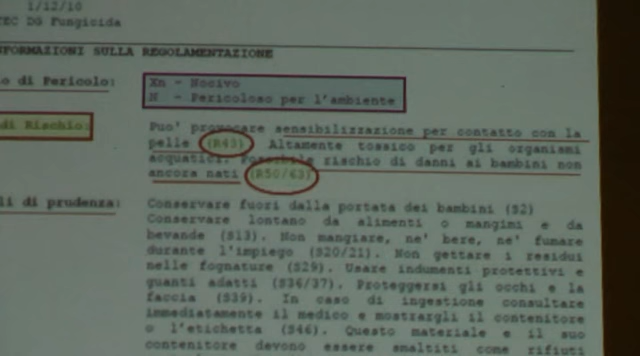 1/12/10
TEC DG Fungicida
INFORMAZIONI SULLA REGOLAMENTAZIONE
o di Pericolo: Xn - Nocivo
N - Pericoloso per l'ambiente
di Rischio: Puo' provocare sensibilizzazione per contatto con la
pelle (R43). Altamente tossico per gli organismi
acquatici. Possibile rischio di danni ai bambini non
ancora nati (R50/63)
li di prudenza: Conservare fuori dalla portata dei bambini (S2)
Conservare lontano da alimenti o mangimi e da
bevande (S13). Non mangiare, ne' bere, ne' fumare
durante l'impiego (S20/21). Non gettare i residui
nelle fognature (S29). Usare indumenti protettivi e
guanti adatti (S36/37). Proteggersi gli occhi e la
faccia (S39). In caso di ingestione consultare
immediatamente il medico e mostrargli il contenitore
o l'etichetta (S46). Questo materiale e il suo
contenitore devono essere smaltiti come rifiuti